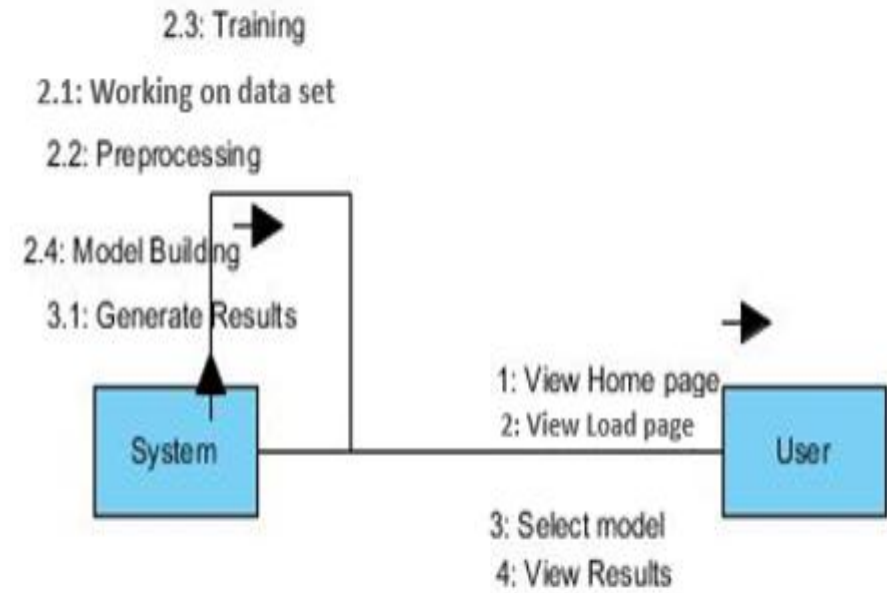 2.3: Training
2.1: Working on data set
2.2: Preprocessing
2.4: Model Building
3.1: Generate Results
System
1: View Home page
2: View Load page
User
3: Select model
4: View Results